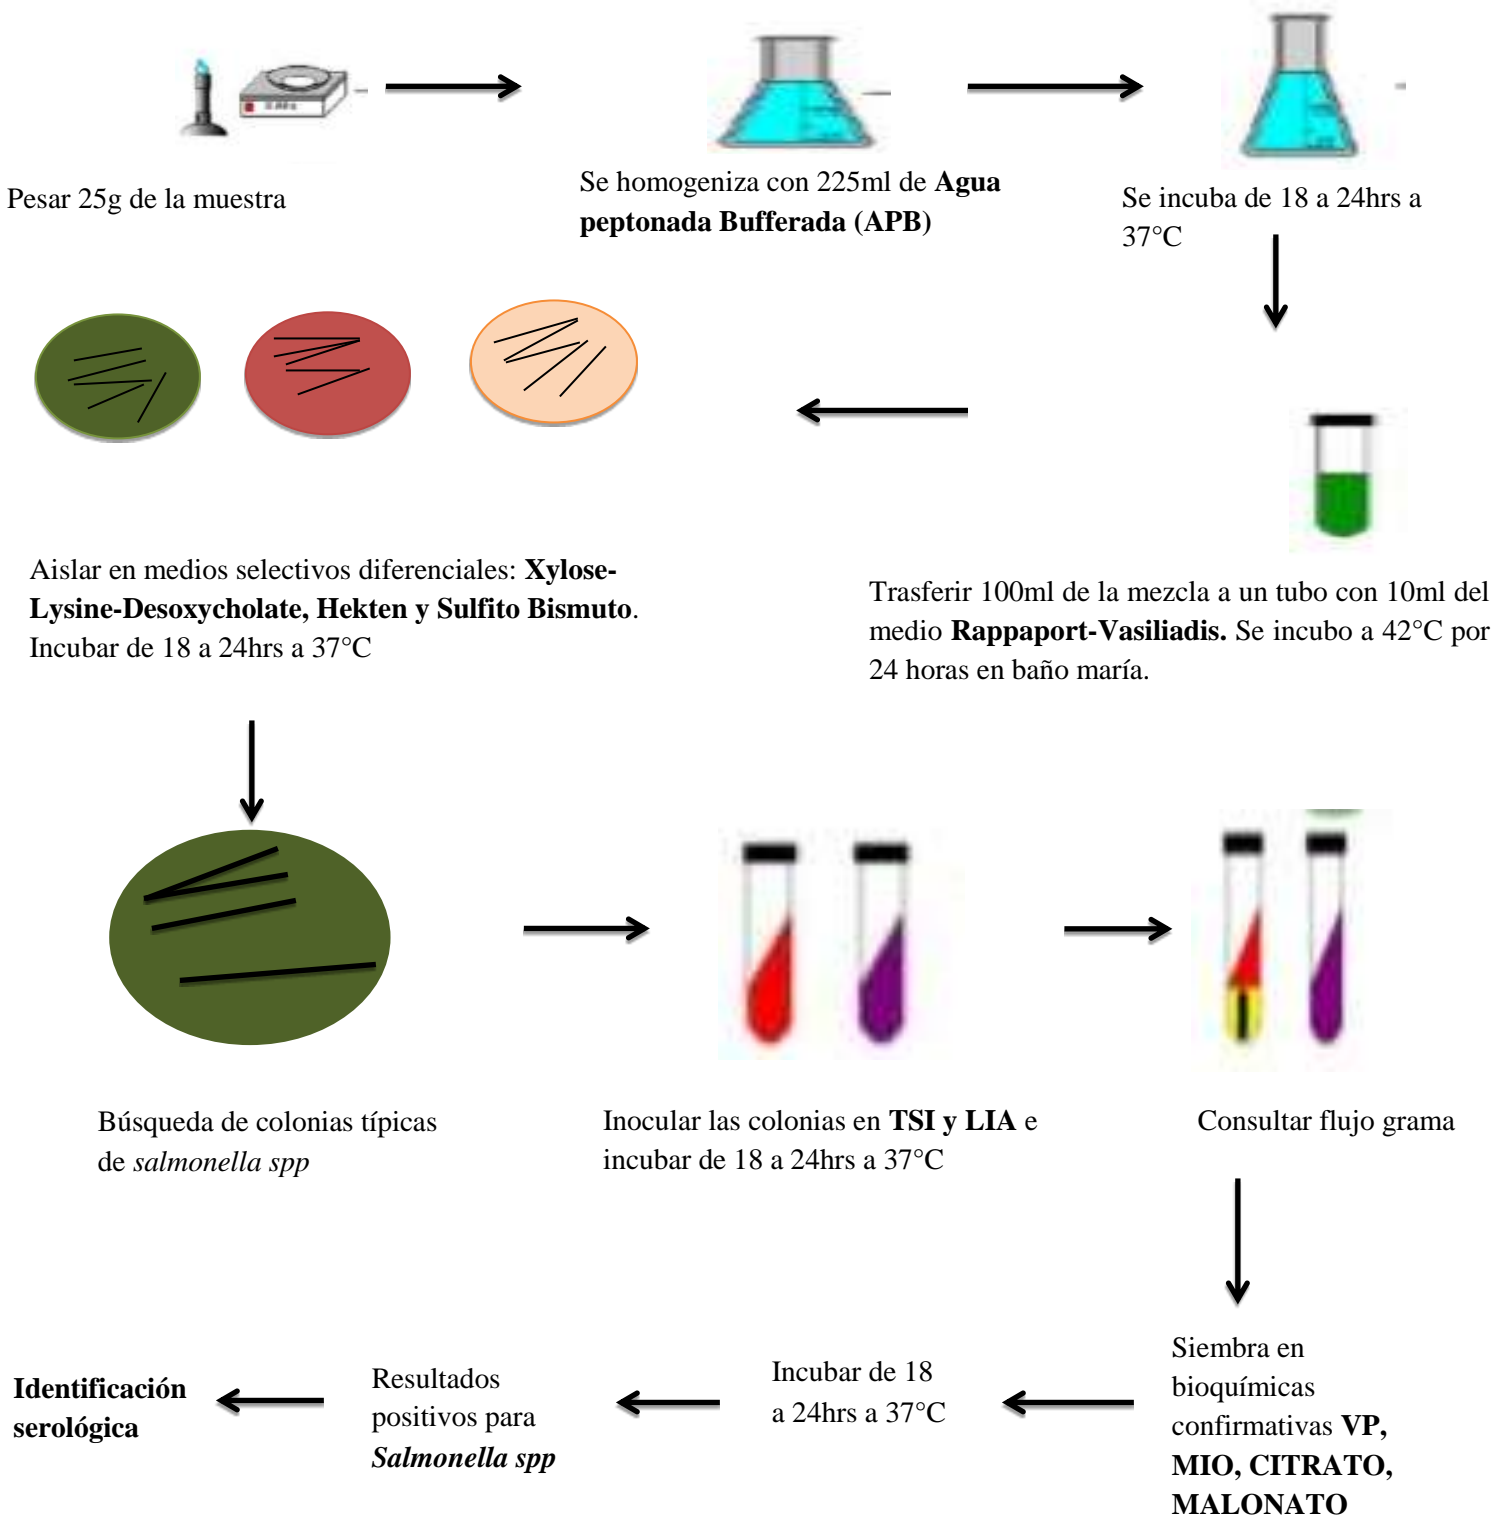 Pesar 25g de la muestra
Se homogeniza con 225ml de Agua
peptonada Bufferada (APB)
Se incuba de 18 a 24hrs a
37°C
Trasferir 100ml de la mezcla a un tubo con 10ml del
medio Rappaport-Vasiliadis. Se incubo a 42°C por
24 horas en baño maría.
Aislar en medios selectivos diferenciales: Xylose-
Lysine-Desoxycholate, Hekten y Sulfito Bismuto.
Incubar de 18 a 24hrs a 37°C
Búsqueda de colonias típicas
de salmonella spp
Inocular las colonias en TSI y LIA e
incubar de 18 a 24hrs a 37°C
Consultar flujo grama
Siembra en
bioquímicas
confirmativas VP,
MIO, CITRATO,
MALONATO
Incubar de 18
a 24hrs a 37°C
Resultados
positivos para
Salmonella spp
Identificación
serológica